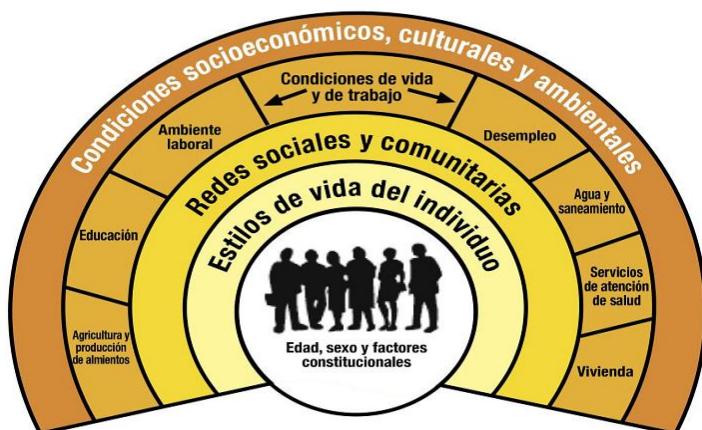 Condiciones socioeconómicos, culturales y ambientales
Condiciones de vida
y de trabajo
Ambiente
laboral
Desempleo
Educación
Agua y
saneamiento
Agricultura y
producción
de almientos
Servicios
de atención
de salud
Vivienda
Redes sociales y comunitarias
Estilos de vida del individuo
Edad, sexo y factores
constitucionales